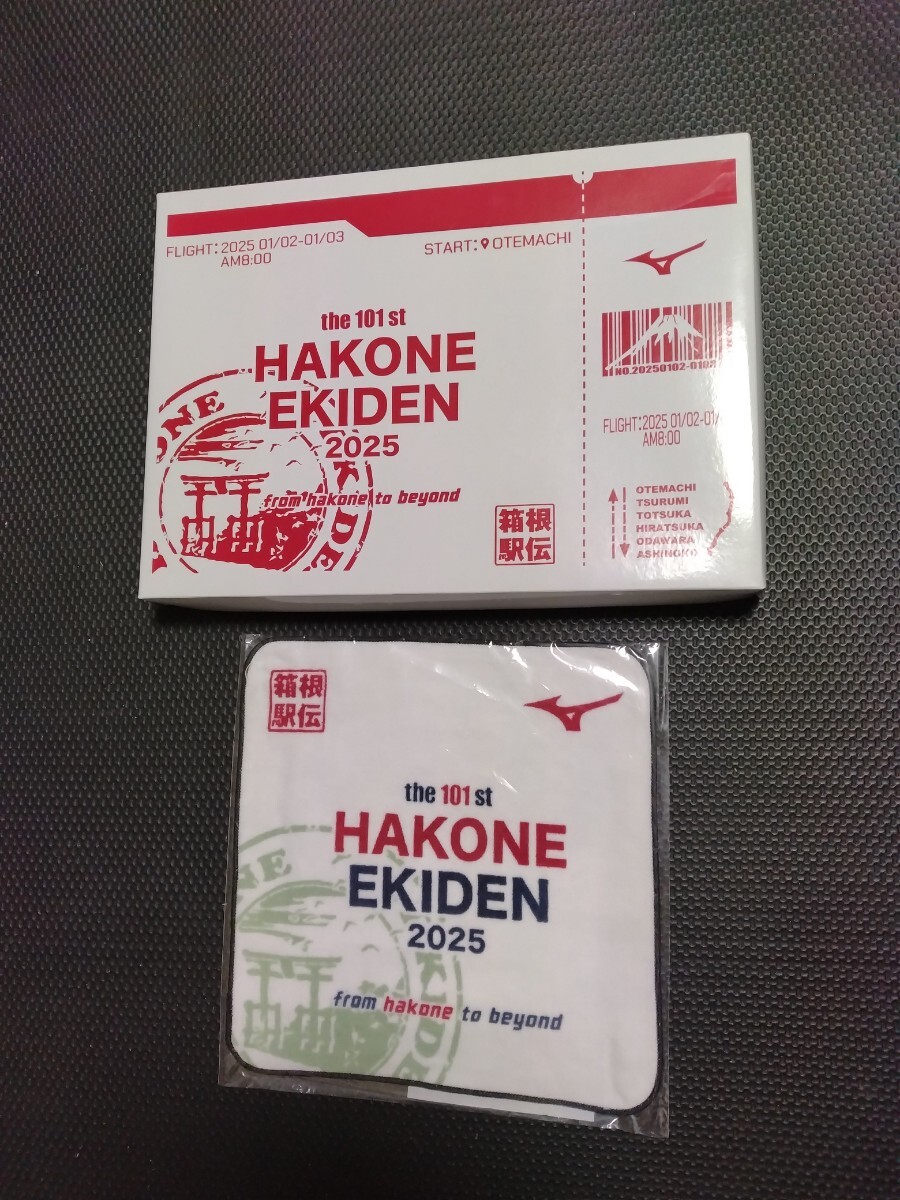 FLIGHT: 2025 01/02-01/03
AM8:00
START: OTEMACHI
the 101 st
HAKONE
EKIDEN
2025
from hakone to beyond
箱根
駅伝
FLIGHT: 2025 01/02-01/
AM8:00
OTEMACHI
TSURUMI
TOTSUKA
HIRATSUKA
ODAWARA
ASHINOKO
箱根
駅伝
the 101 st
HAKONE
EKIDEN
2025
from hakone to beyond